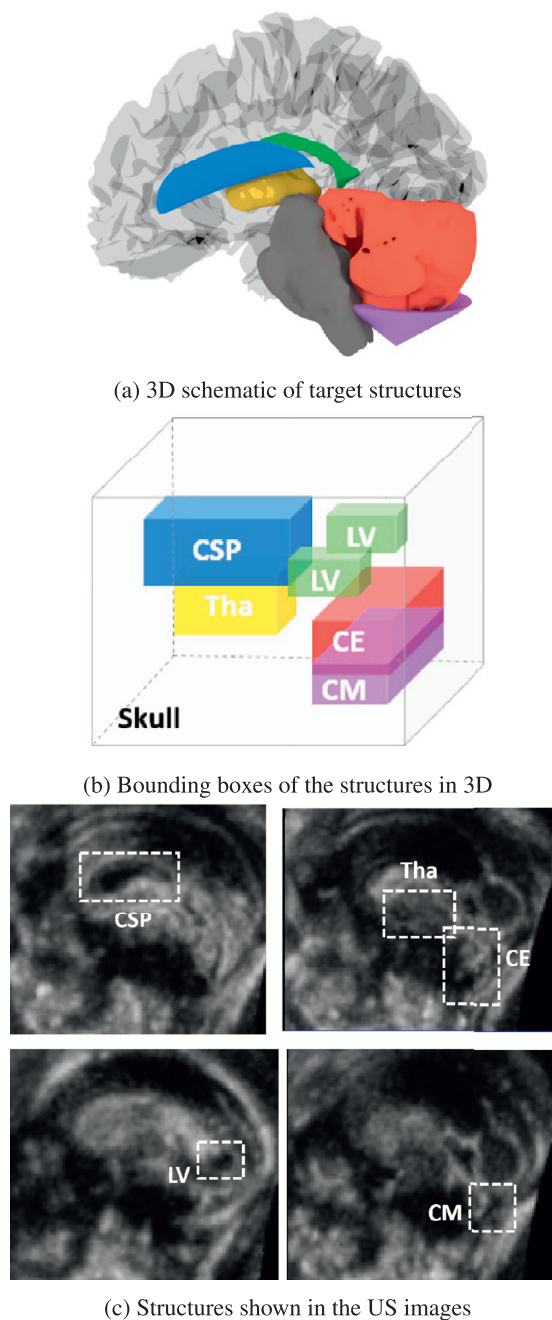 (a) 3D schematic of target structures
CSP
LV
LV
Tha
CE
CM
Skull
(b) Bounding boxes of the structures in 3D
CSP
Tha
CE
LV
CM
(c) Structures shown in the US images